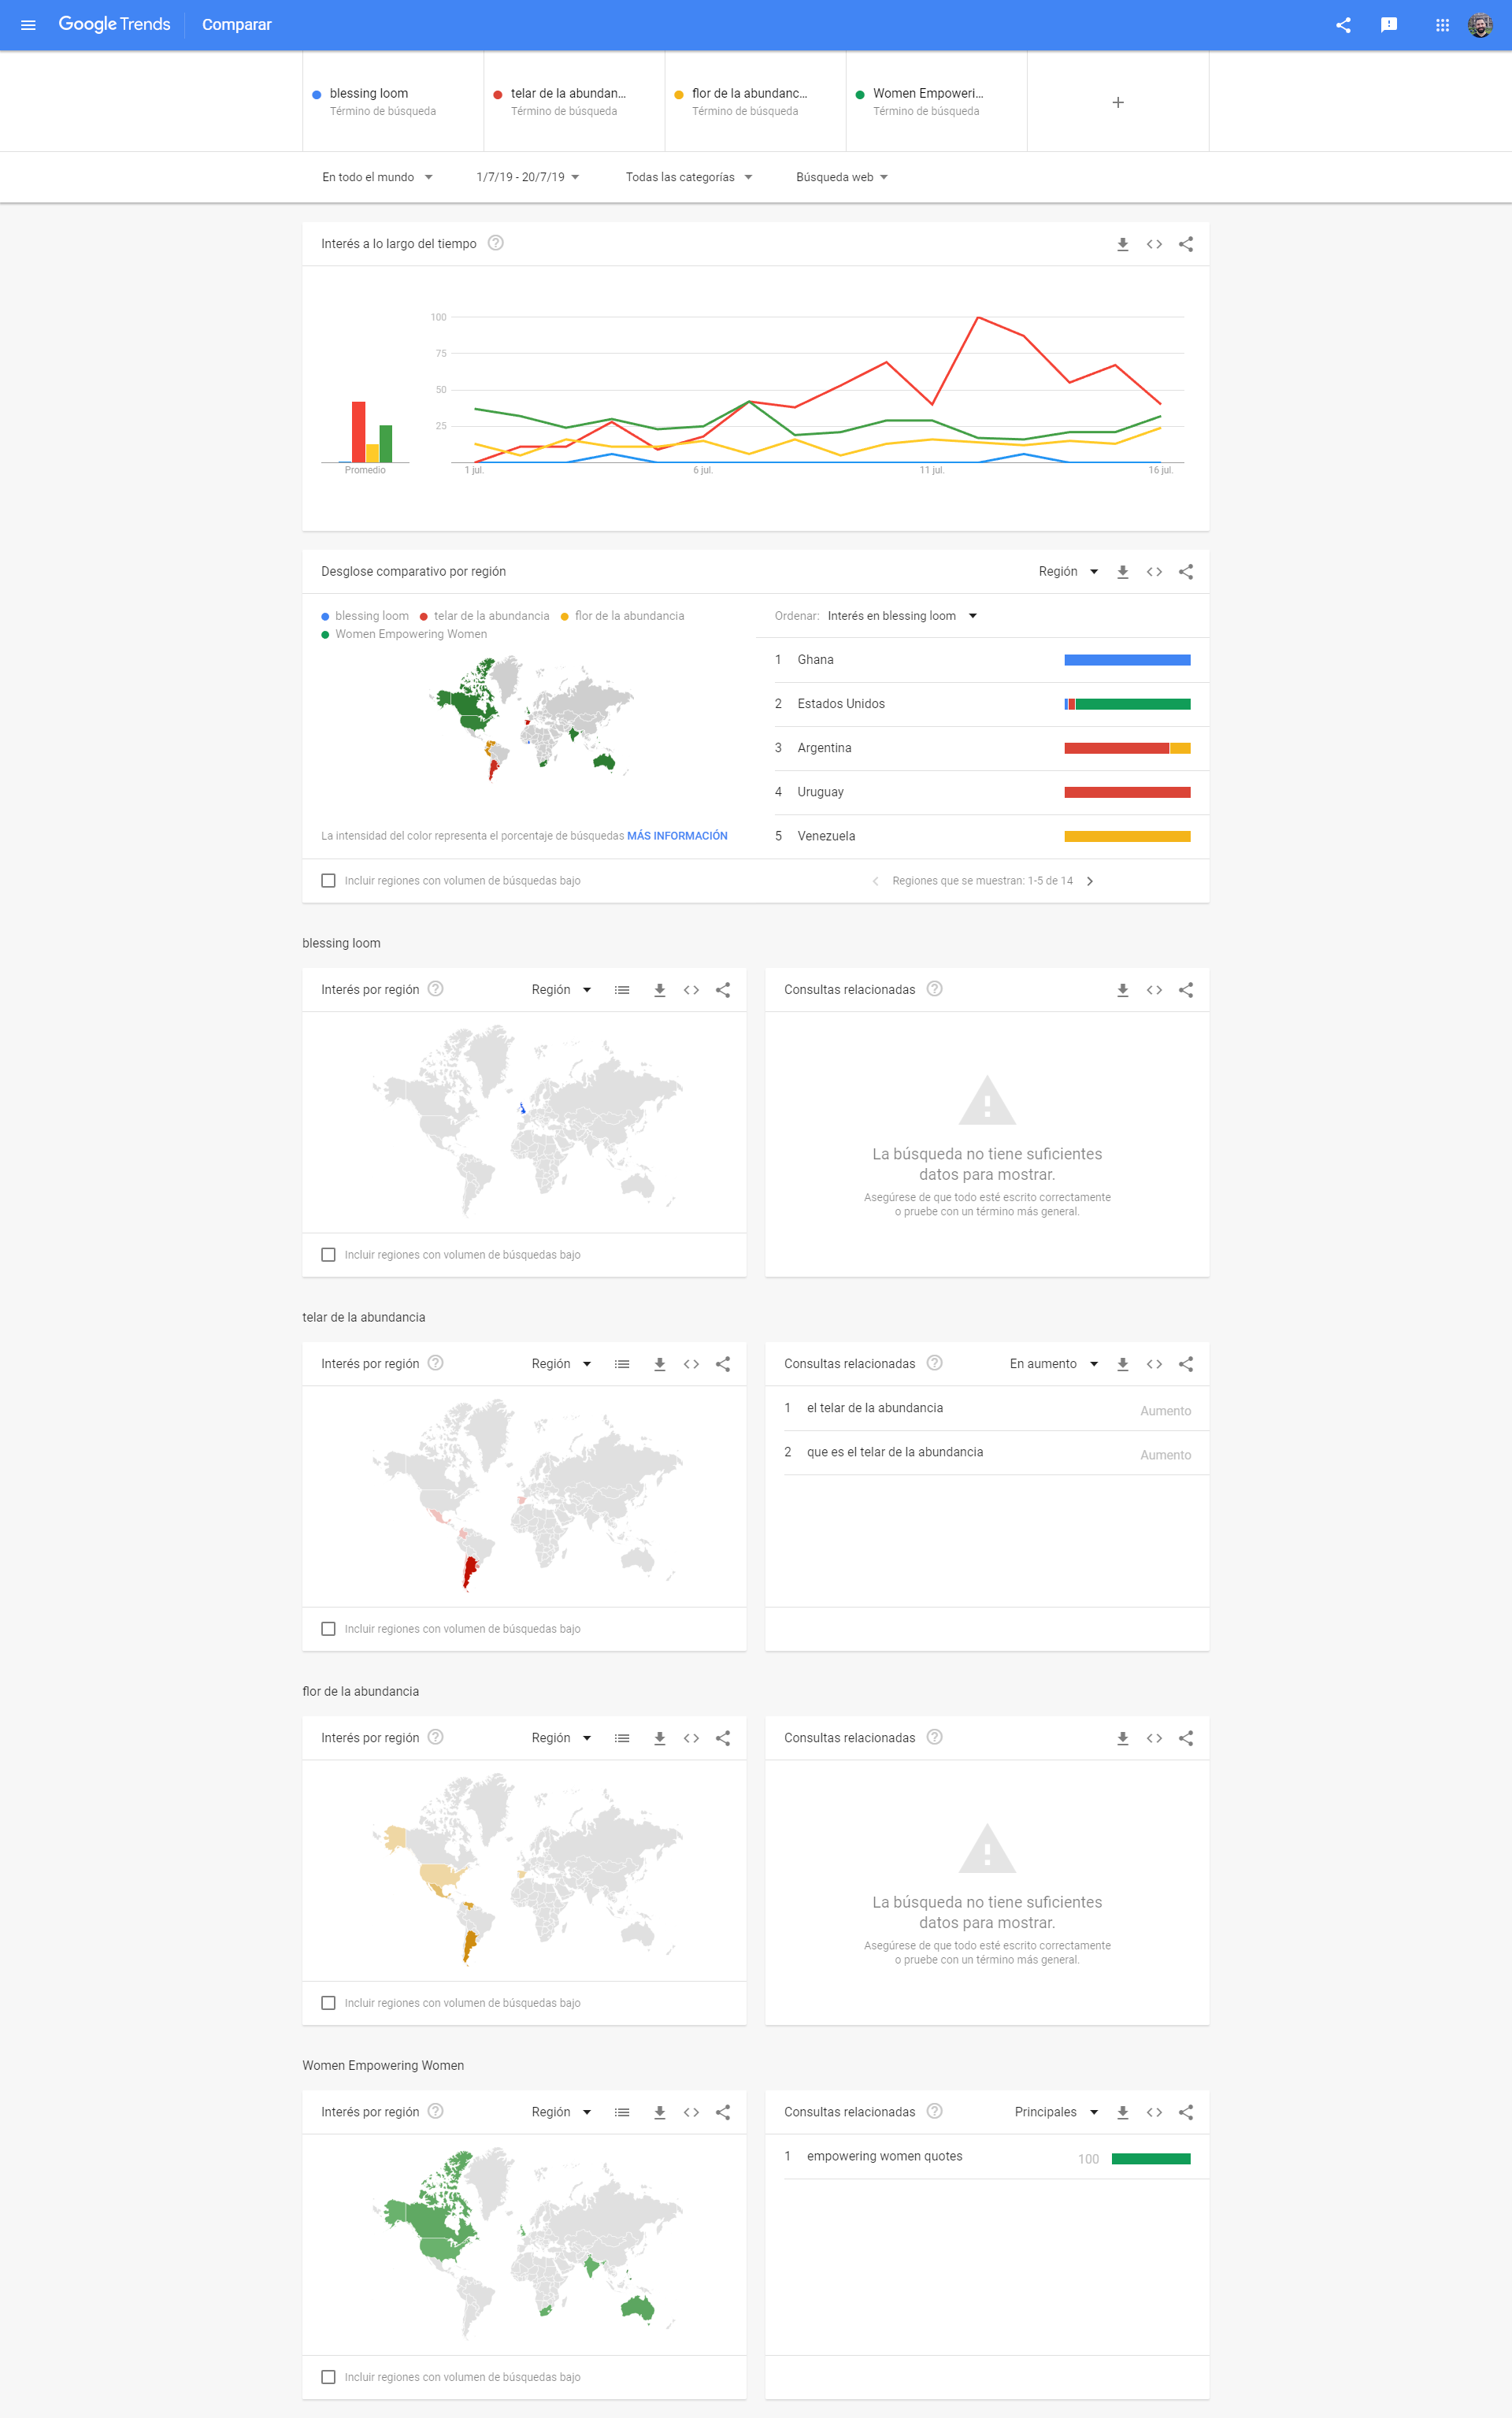 Google Trends Comparar
blessing loom
Término de búsqueda
telar de la abundan...
Término de búsqueda
flor de la abundanc...
Término de búsqueda
Women Empoweri...
Término de búsqueda
+
En todo el mundo
1/7/19 - 20/7/19
Todas las categorías
Búsqueda web
Interés a lo largo del tiempo
100
75
50
25
Promedio
1 jul.
6 jul.
11 jul.
16 jul.
Desglose comparativo por región
Región
blessing loom telar de la abundancia flor de la abundancia
Women Empowering Women
Ordenar: Interés en blessing loom
1 Ghana
2 Estados Unidos
3 Argentina
4 Uruguay
5 Venezuela
La intensidad del color representa el porcentaje de búsquedas MÁS INFORMACIÓN
Incluir regiones con volumen de búsquedas bajo
Regiones que se muestran: 1-5 de 14
blessing loom
Interés por región
Región
Incluir regiones con volumen de búsquedas bajo
Consultas relacionadas
La búsqueda no tiene suficientes
datos para mostrar.
Asegúrese de que todo esté escrito correctamente
o pruebe con un término más general.
telar de la abundancia
Interés por región
Región
Incluir regiones con volumen de búsquedas bajo
Consultas relacionadas
En aumento
1 el telar de la abundancia Aumento
2 que es el telar de la abundancia Aumento
flor de la abundancia
Interés por región
Región
Incluir regiones con volumen de búsquedas bajo
Consultas relacionadas
La búsqueda no tiene suficientes
datos para mostrar.
Asegúrese de que todo esté escrito correctamente
o pruebe con un término más general.
Women Empowering Women
Interés por región
Región
Incluir regiones con volumen de búsquedas bajo
Consultas relacionadas
Principales
1 empowering women quotes 100